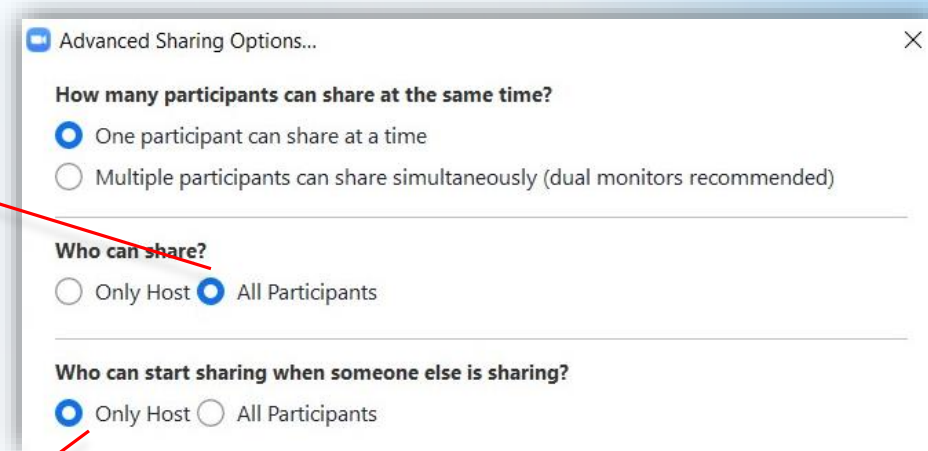 Advanced Sharing Options...
How many participants can share at the same time?
One participant can share at a time
Multiple participants can share simultaneously (dual monitors recommended)
Who can share?
Only Host All Participants
Who can start sharing when someone else is sharing?
Only Host All Participants